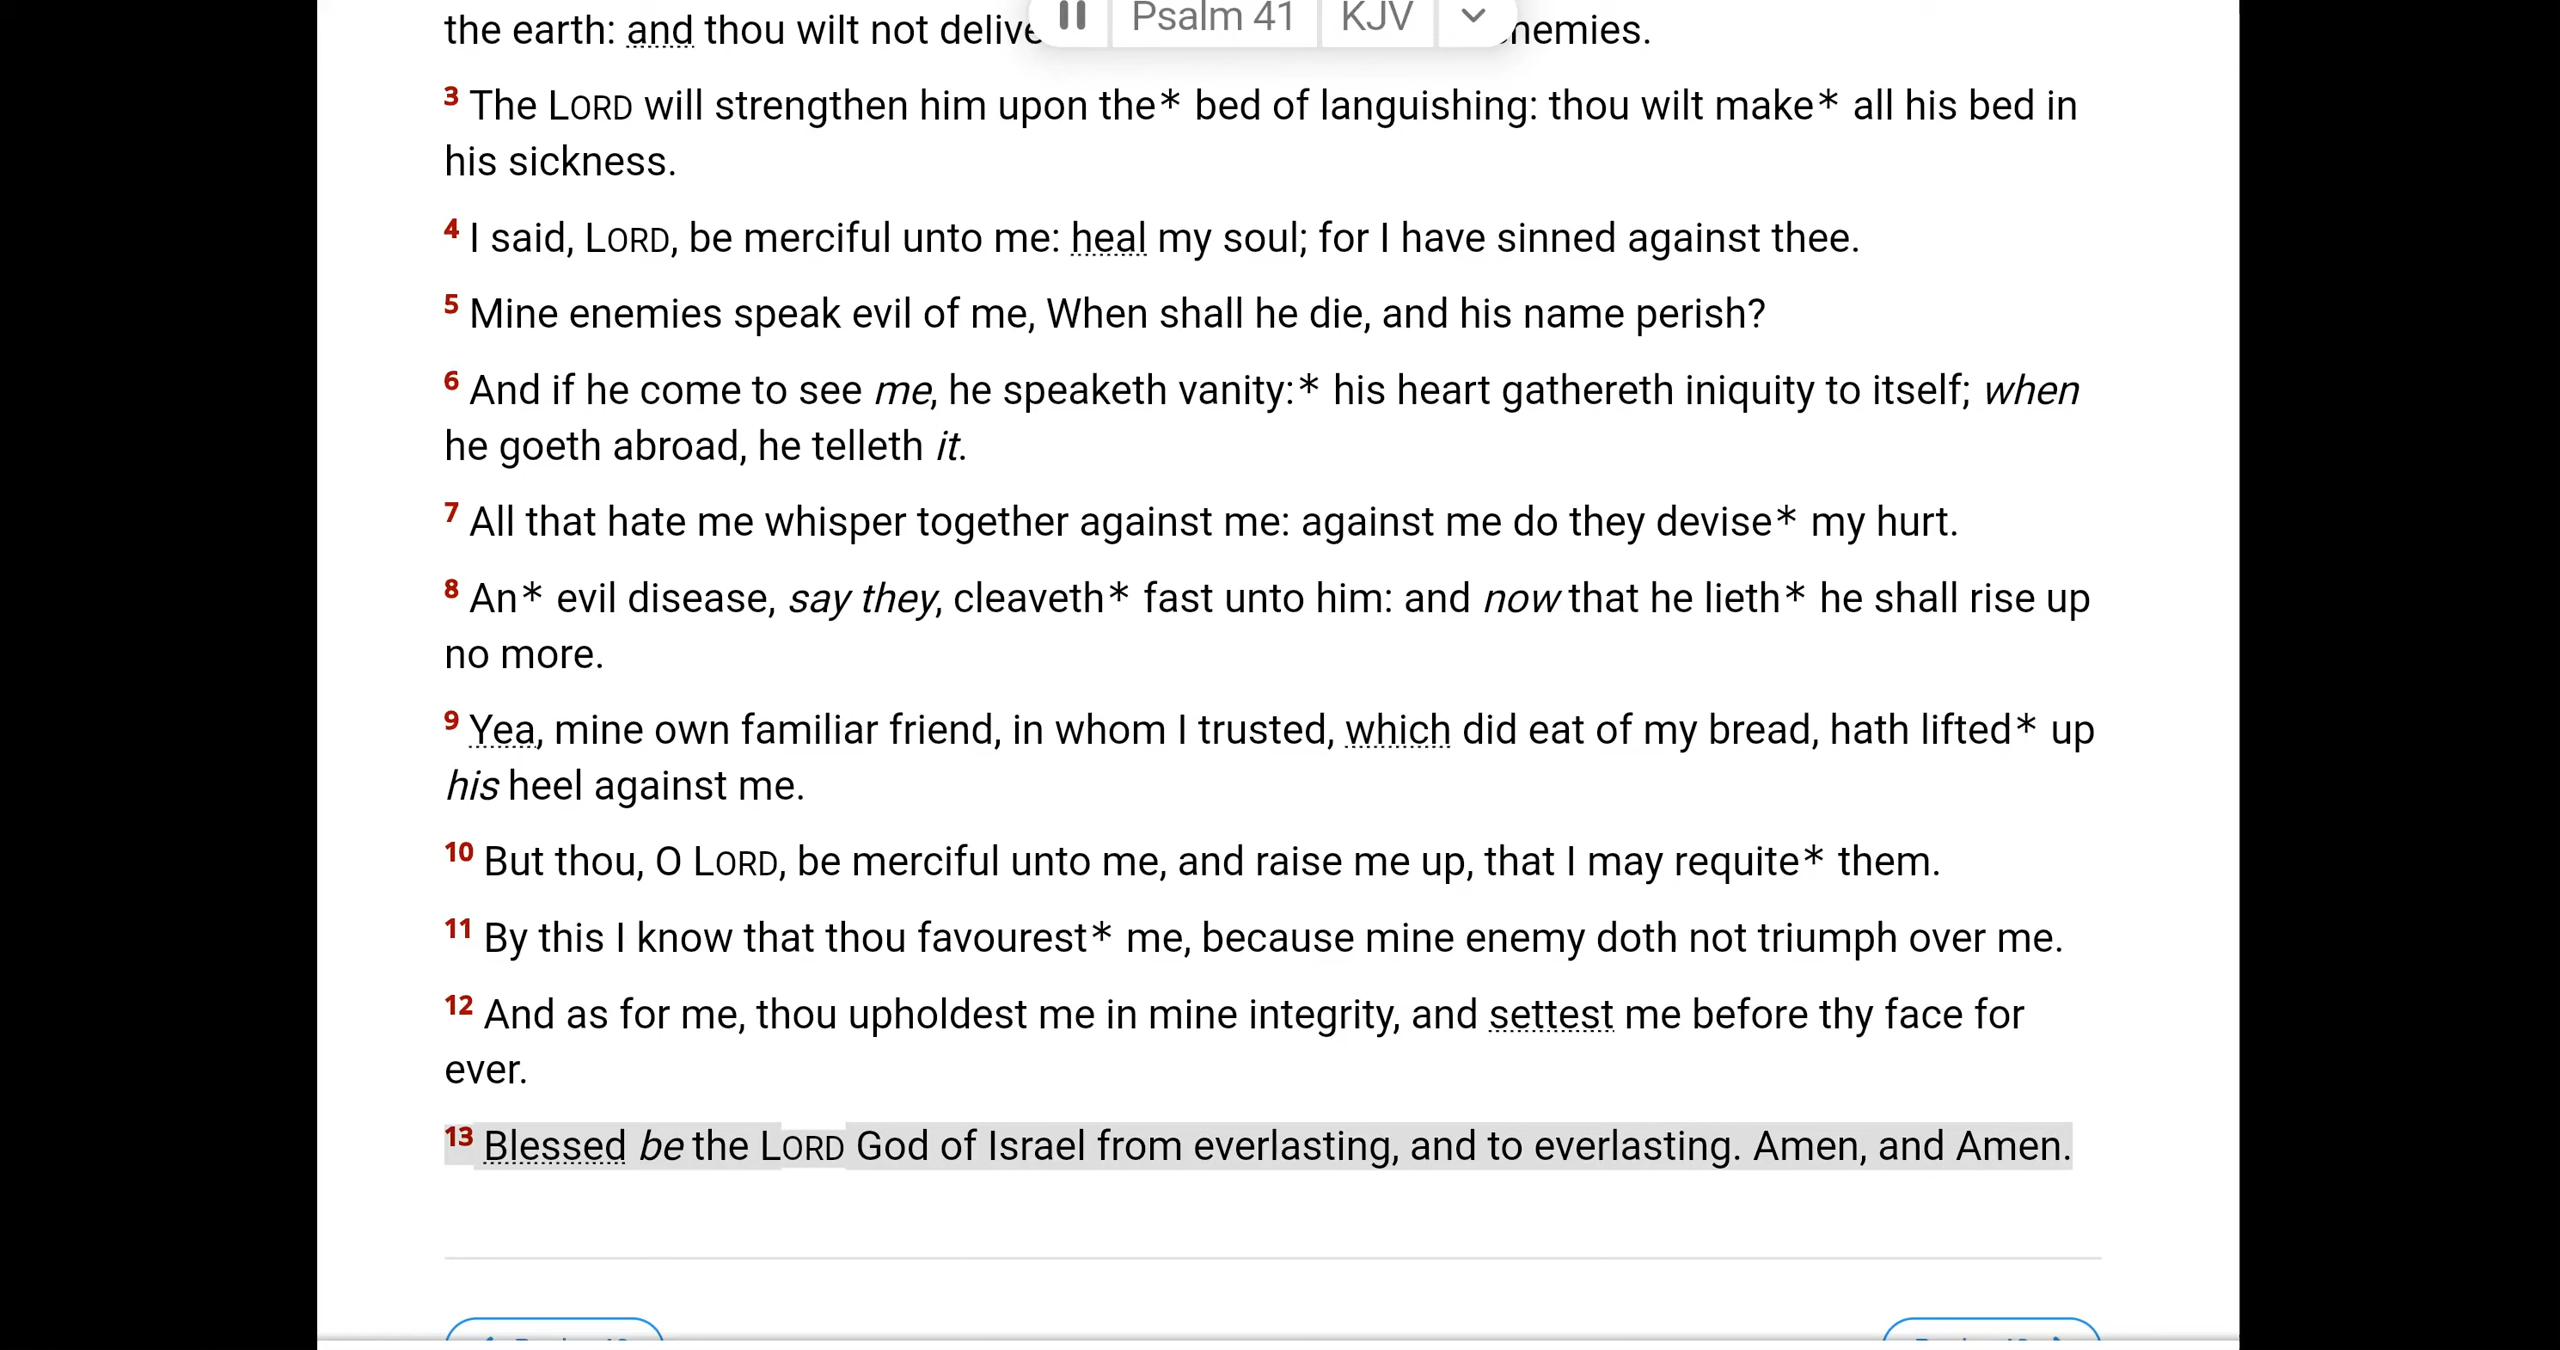 Psalm 41 KJV
the earth: and thou wilt not emies.
3 The LORD will strengthen him upon the* bed of languishing: thou wilt make* all his bed in
his sickness.
4 I said, LORD, be merciful unto me: heal my soul; for I have sinned against thee.
5 Mine enemies speak evil of me, When shall he die, and his name perish?
6 And if he come to see me, he speaketh vanity:* his heart gathereth iniquity to itself; when
he goeth abroad, he telleth it.
7 All that hate me whisper together against me: against me do they devise* my hurt.
8 An* evil disease, say they, cleaveth* fast unto him: and now that he lieth* he shall rise up
no more.
9 Yea, mine own familiar friend, in whom I trusted, which did eat of my bread, hath lifted* up
his heel against me.
10 But thou, O LORD, be merciful unto me, and raise me up, that I may requite* them.
11 By this I know that thou favourest* me, because mine enemy doth not triumph over me.
12 And as for me, thou upholdest me in mine integrity, and settest me before thy face for
ever.
13 Blessed be the LORD God of Israel from everlasting, and to everlasting. Amen, and Amen.